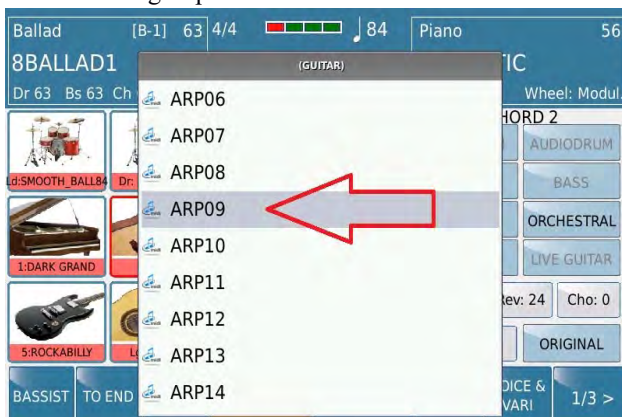 Ballad [B-1] 63 4/4 84 Piano 56
8BALLAD1 TIC
Dr 63 Bs 63 Ch Wheel: Modul.
(GUITAR)
ARP06
ARP07
ARP08
ARP09
ARP10
ARP11
ARP12
ARP13
ARP14
HORD 2
AUDIODRUM
Ld:SMOOTH_BALL84 Dr:
BASS
ORCHESTRAL
1:DARK GRAND
LIVE GUITAR
Rev: 24 Cho: 0
5:ROCKABILLY
ORIGINAL
BASSIST TO END
OICE &
VARI
1/3 >